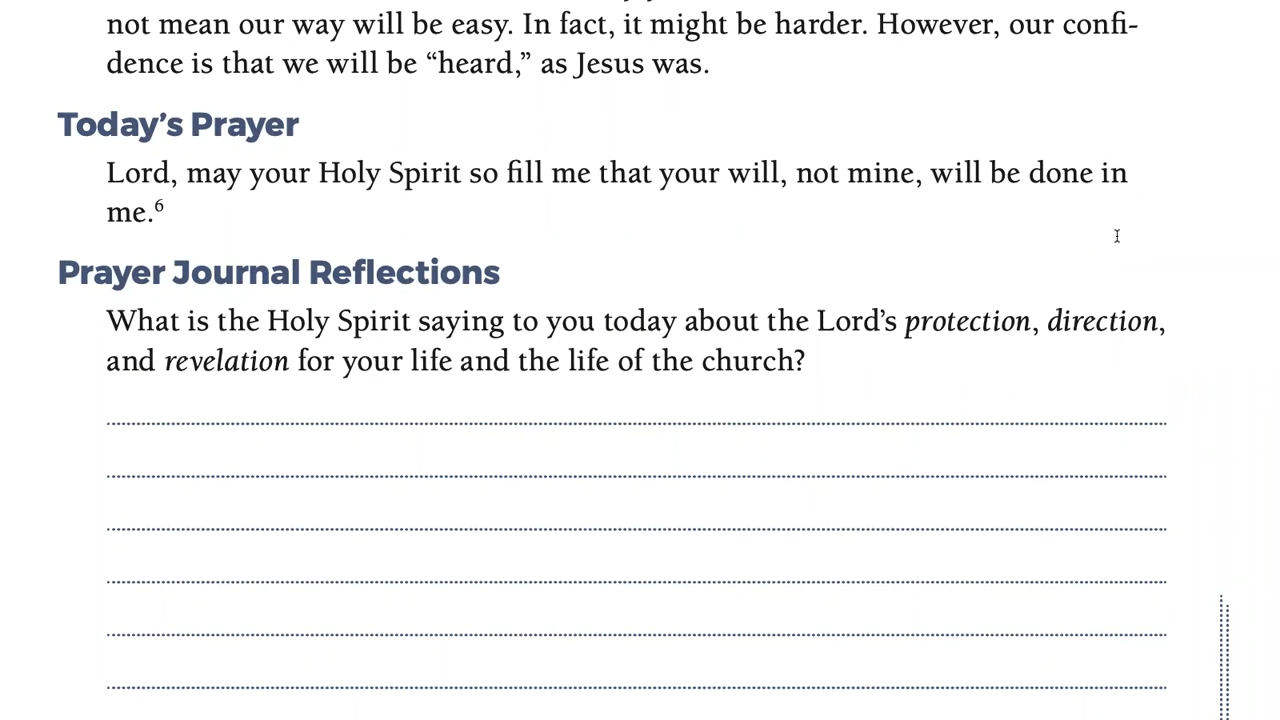 not mean our way will be easy. In fact, it might be harder. However, our confi-
dence is that we will be “heard,” as Jesus was.
Today’s Prayer
Lord, may your Holy Spirit so fill me that your will, not mine, will be done in
me.⁶
Prayer Journal Reflections
What is the Holy Spirit saying to you today about the Lord’s protection, direction,
and revelation for your life and the life of the church?